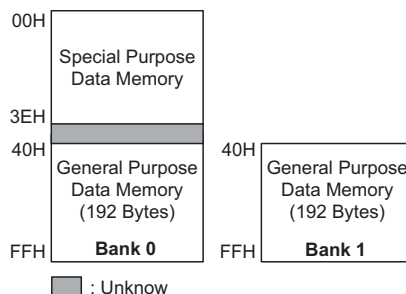 00H
Special Purpose
Data Memory
3EH
40H
General Purpose
Data Memory
(192 Bytes)
FFH
Bank 0
40H
General Purpose
Data Memory
(192 Bytes)
FFH
Bank 1
: Unknow